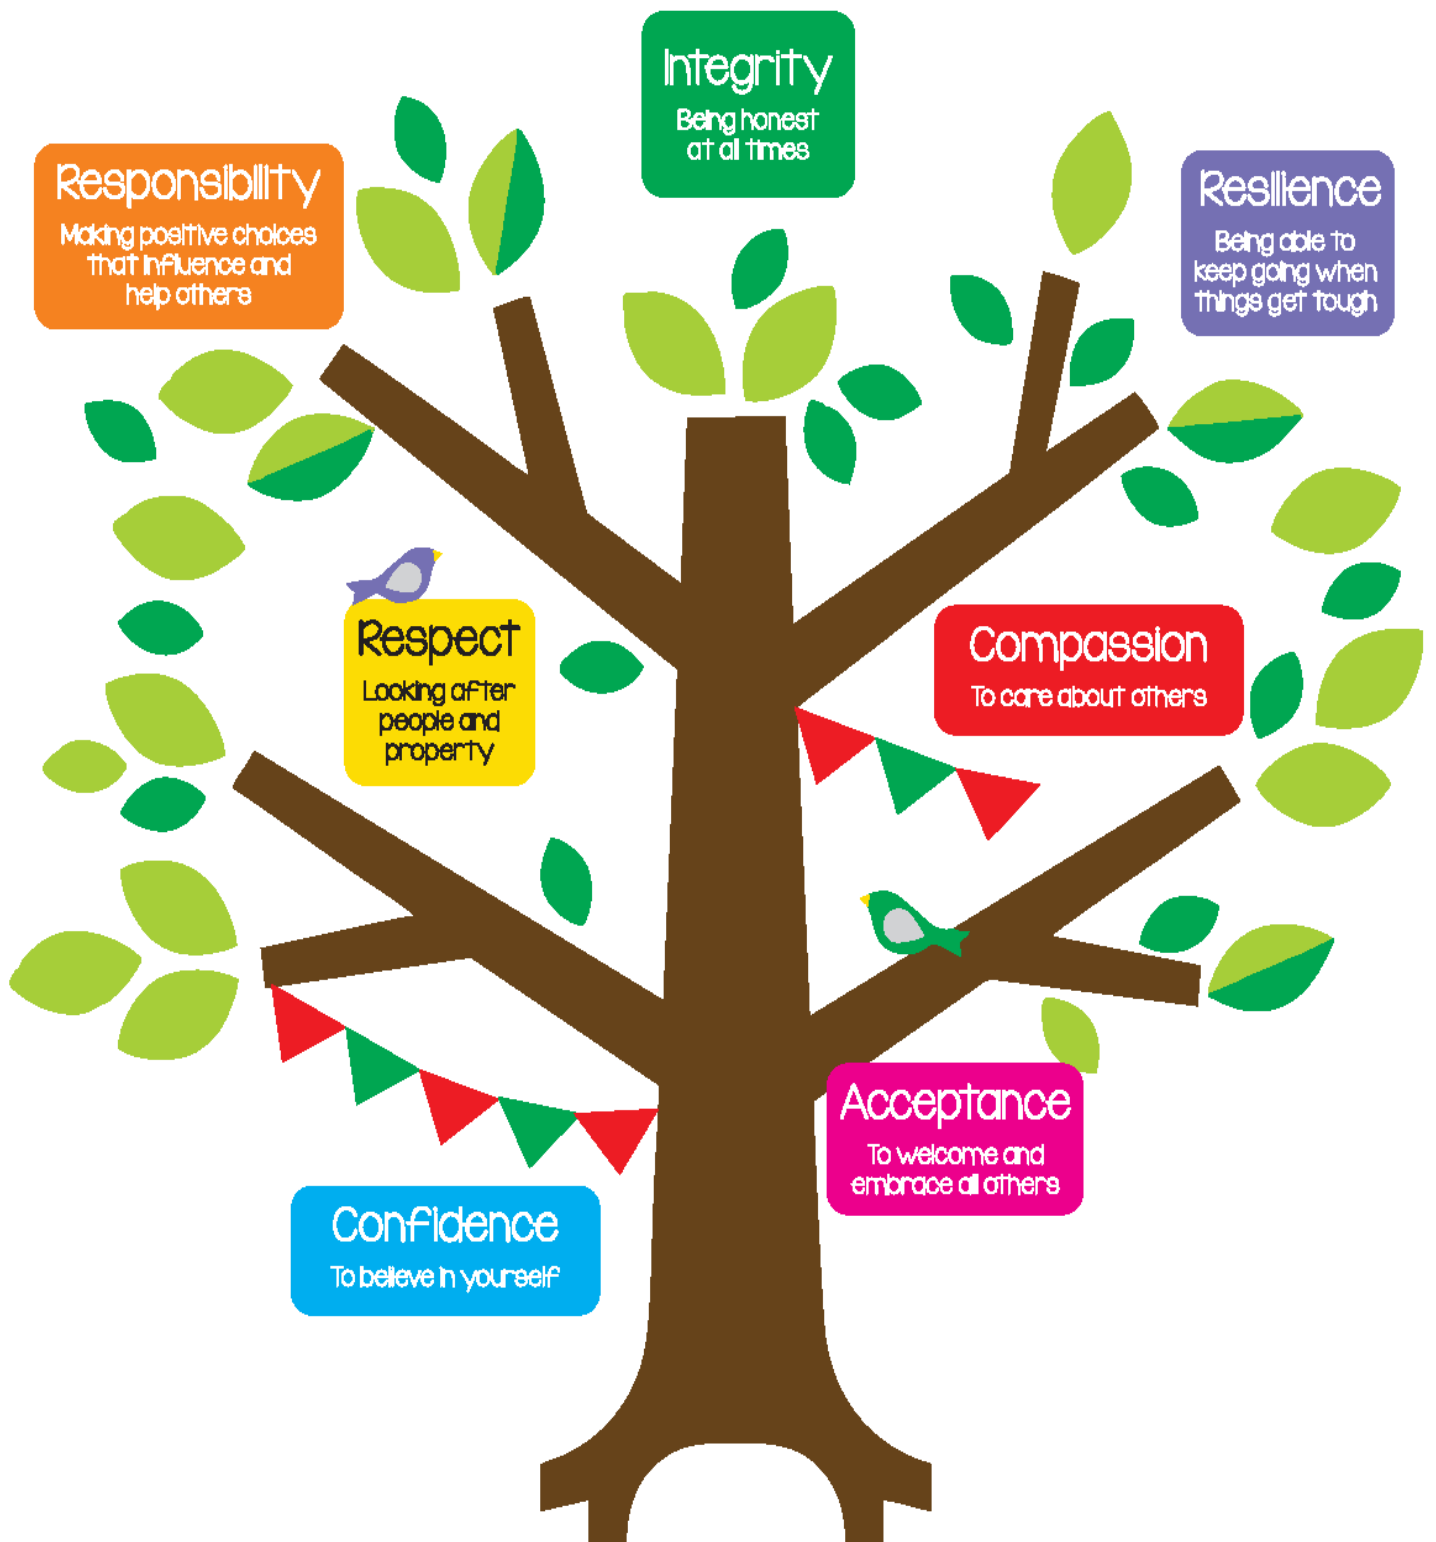 Integrity
Being honest
at all times
Responsibility
Making positive choices
that influence and
help others
Resilience
Being able to
keep going when
things get tough
Respect
Looking after
people and
property
Compassion
To care about others
Acceptance
To welcome and
embrace all others
Confidence
To believe in yourself